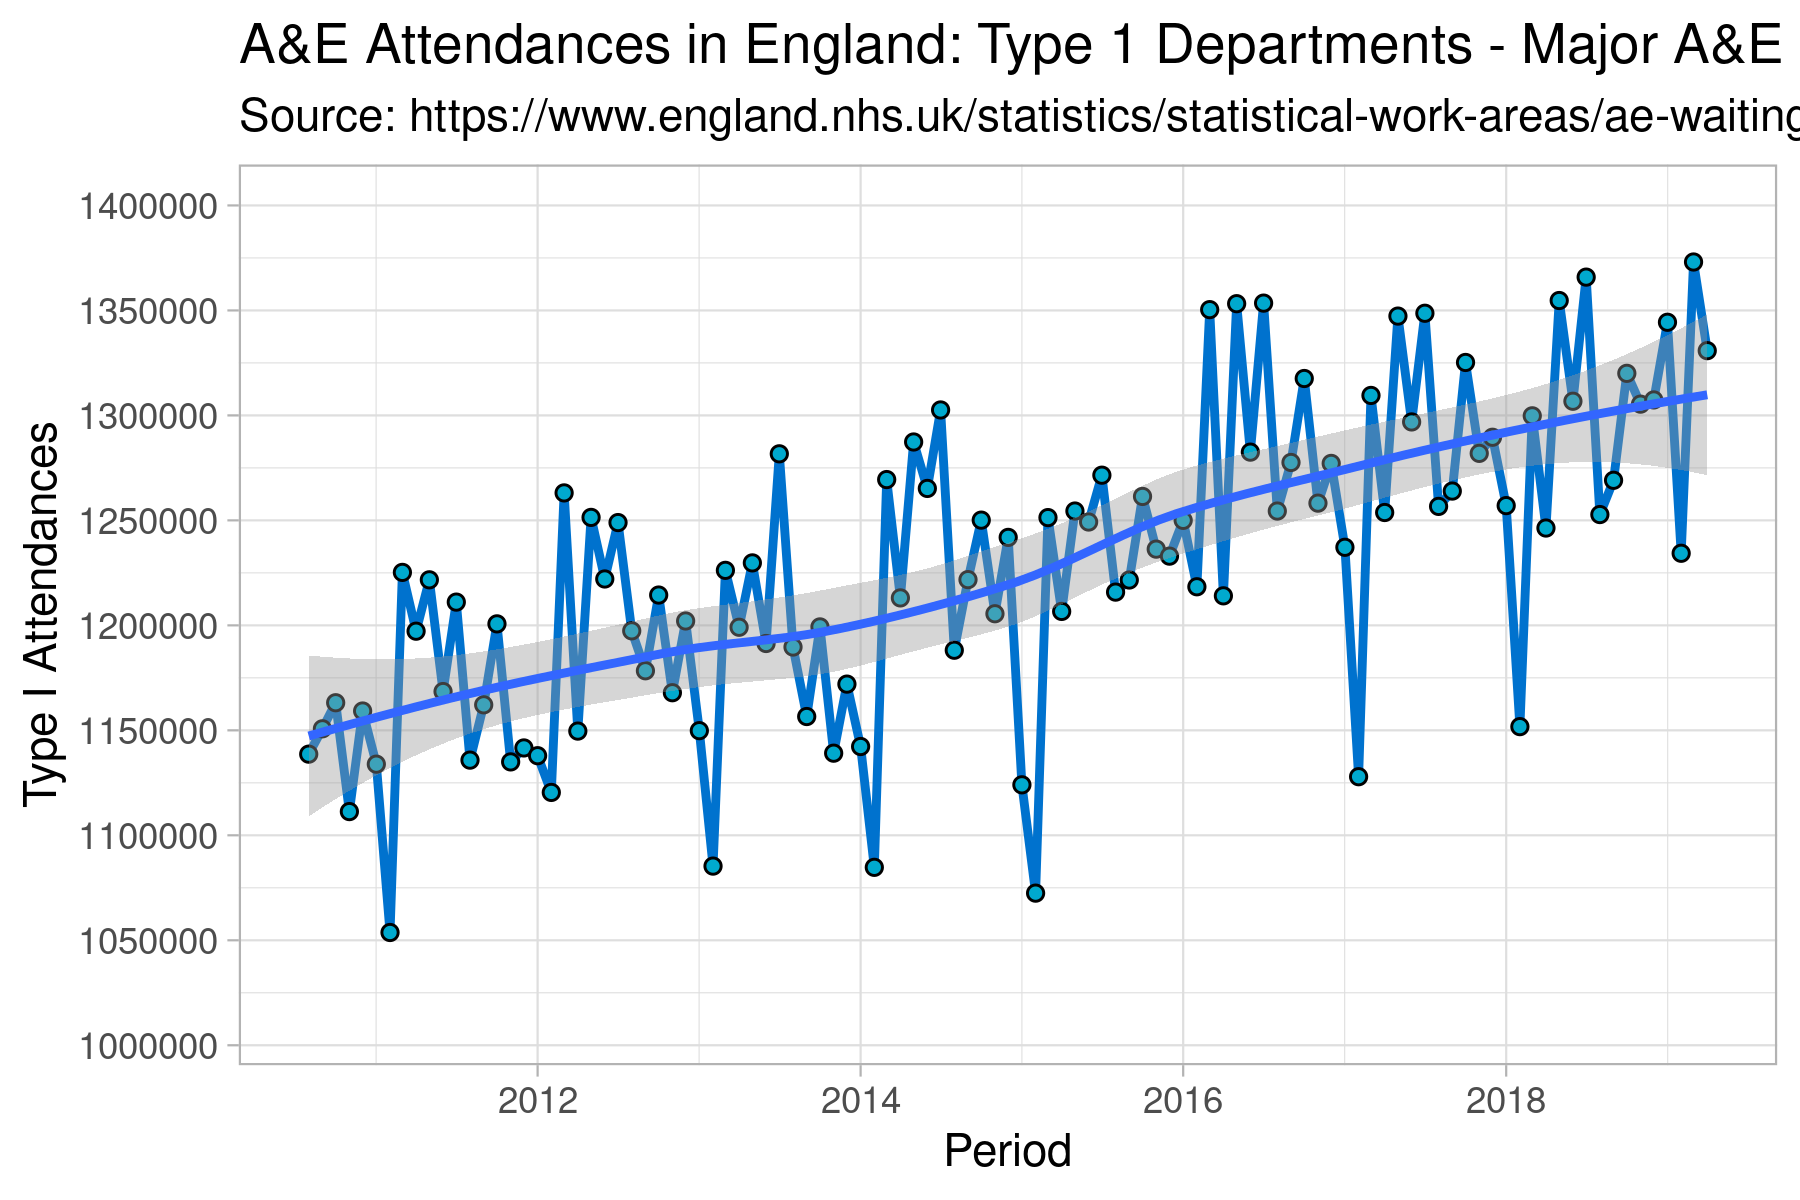 A&E Attendances in England: Type 1 Departments - Major A&E
Source: https://www.england.nhs.uk/statistics/statistical-work-areas/ae-waiting
Type I Attendances
1400000
1350000
1300000
1250000
1200000
1150000
1100000
1050000
1000000
2012 2014 2016 2018
Period